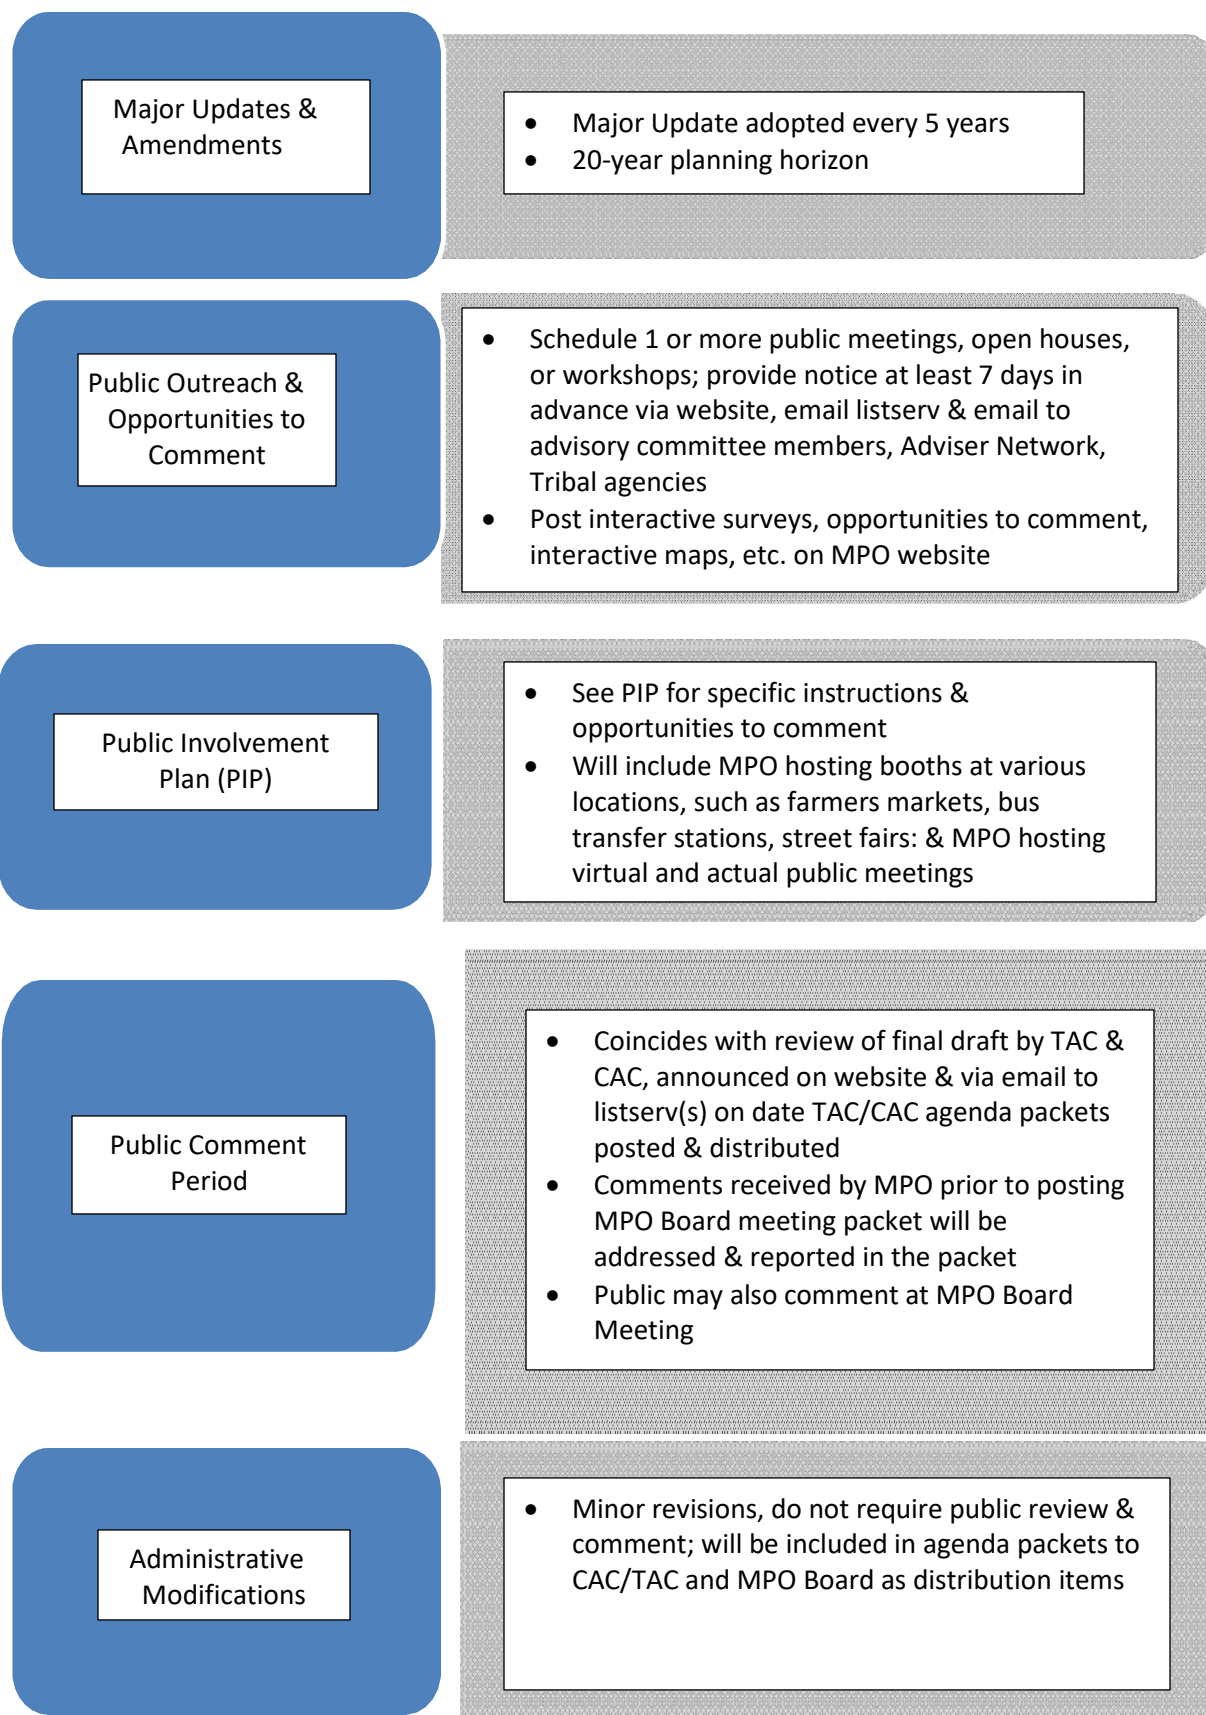 Major Updates &
Amendments
• Major Update adopted every 5 years
• 20-year planning horizon
Public Outreach &
Opportunities to
Comment
• Schedule 1 or more public meetings, open houses,
or workshops; provide notice at least 7 days in
advance via website, email listserv & email to
advisory committee members, Adviser Network,
Tribal agencies
• Post interactive surveys, opportunities to comment,
interactive maps, etc. on MPO website
Public Involvement
Plan (PIP)
• See PIP for specific instructions &
opportunities to comment
• Will include MPO hosting booths at various
locations, such as farmers markets, bus
transfer stations, street fairs: & MPO hosting
virtual and actual public meetings
Public Comment
Period
• Coincides with review of final draft by TAC &
CAC, announced on website & via email to
listserv(s) on date TAC/CAC agenda packets
posted & distributed
• Comments received by MPO prior to posting
MPO Board meeting packet will be
addressed & reported in the packet
• Public may also comment at MPO Board
Meeting
Administrative
Modifications
• Minor revisions, do not require public review &
comment; will be included in agenda packets to
CAC/TAC and MPO Board as distribution items